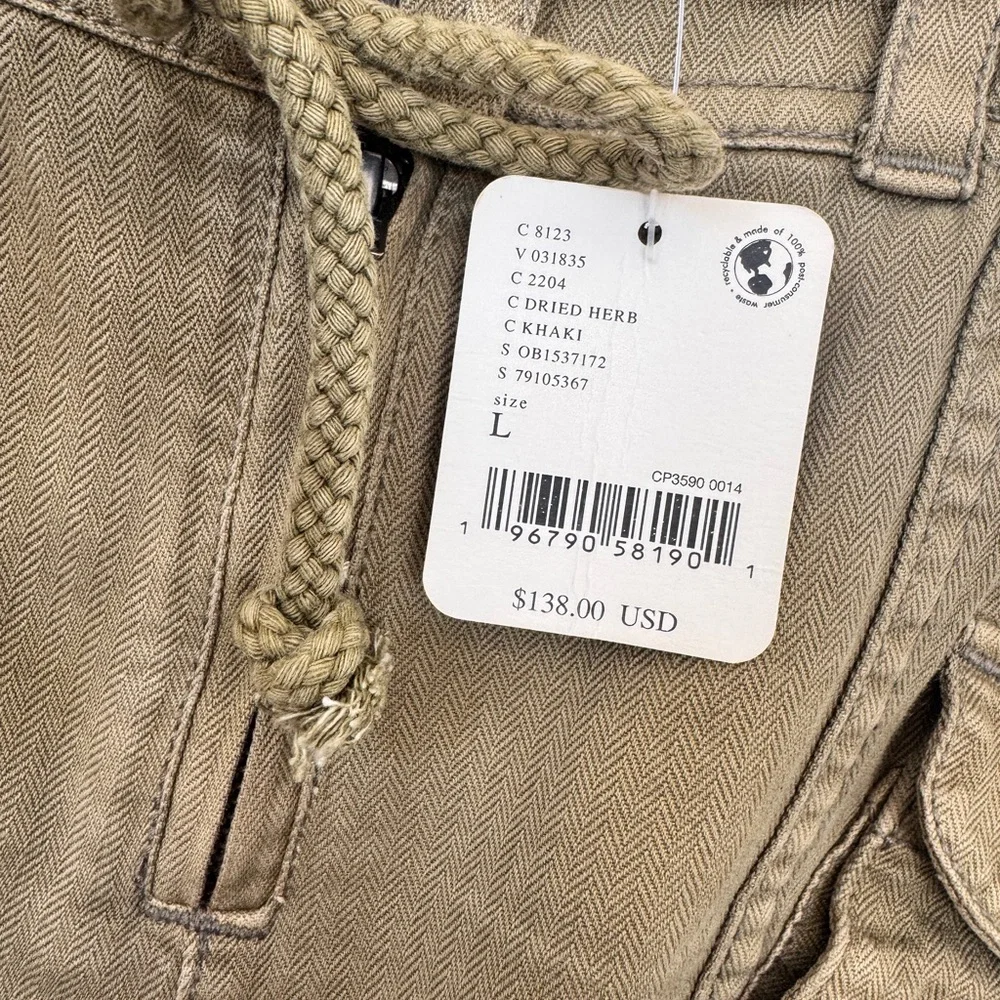 C 8123
V 031835
C 2204
C DRIED HERB
C KHAKI
S OB1537172
S 79105367
size
L
recyclable & made of 100% post-consumer waste •
CP3590 0014
1 96790 58190 1
$138.00 USD